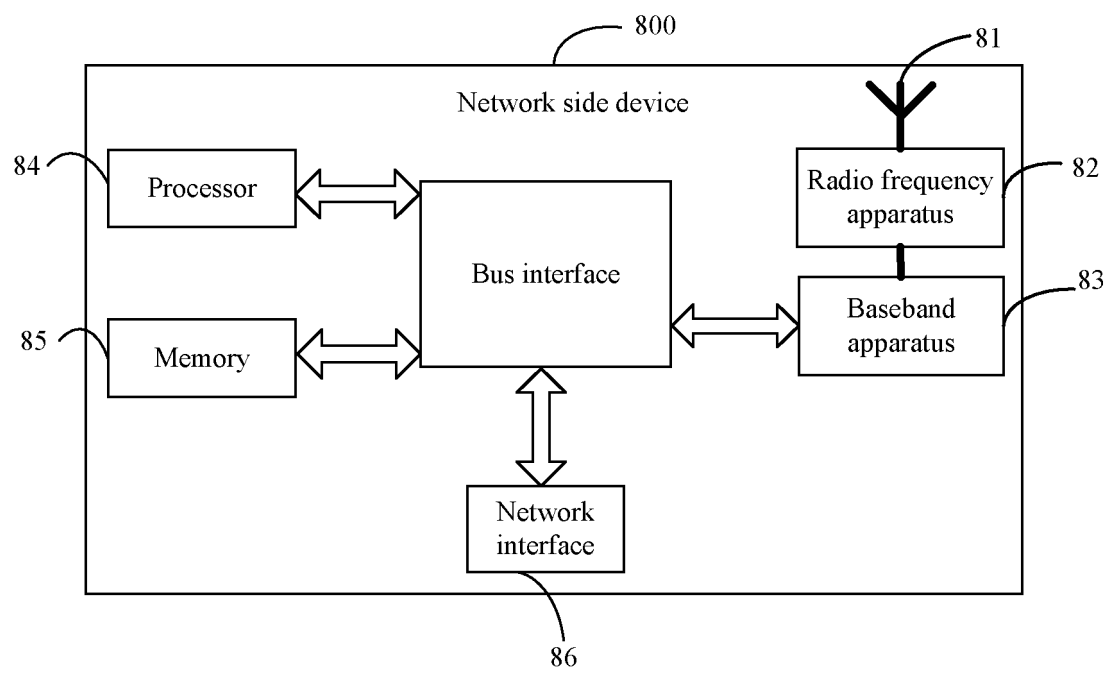 800
81
Network side device
84
Processor
Radio frequency
apparatus
82
Bus interface
83
Baseband
apparatus
85
Memory
Network
interface
86